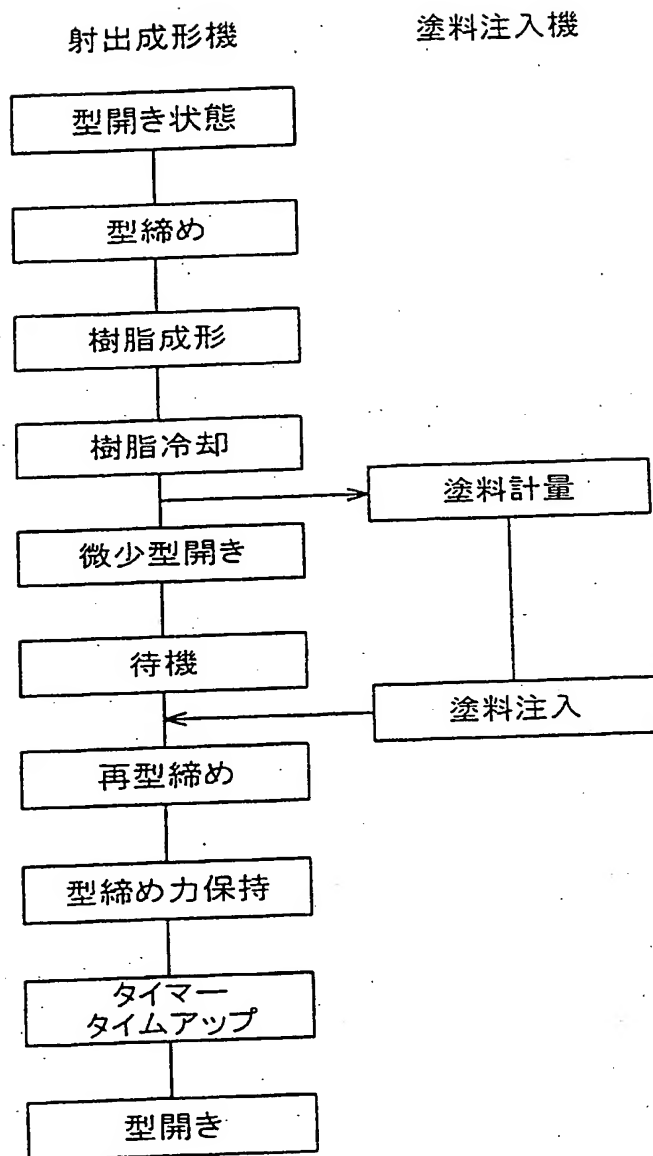 射出成形機
塗料注入機
型開き状態
型締め
樹脂成形
樹脂冷却
塗料計量
微少型開き
待機
塗料注入
再型締め
型締め力保持
タイマー
タイムアップ
型開き